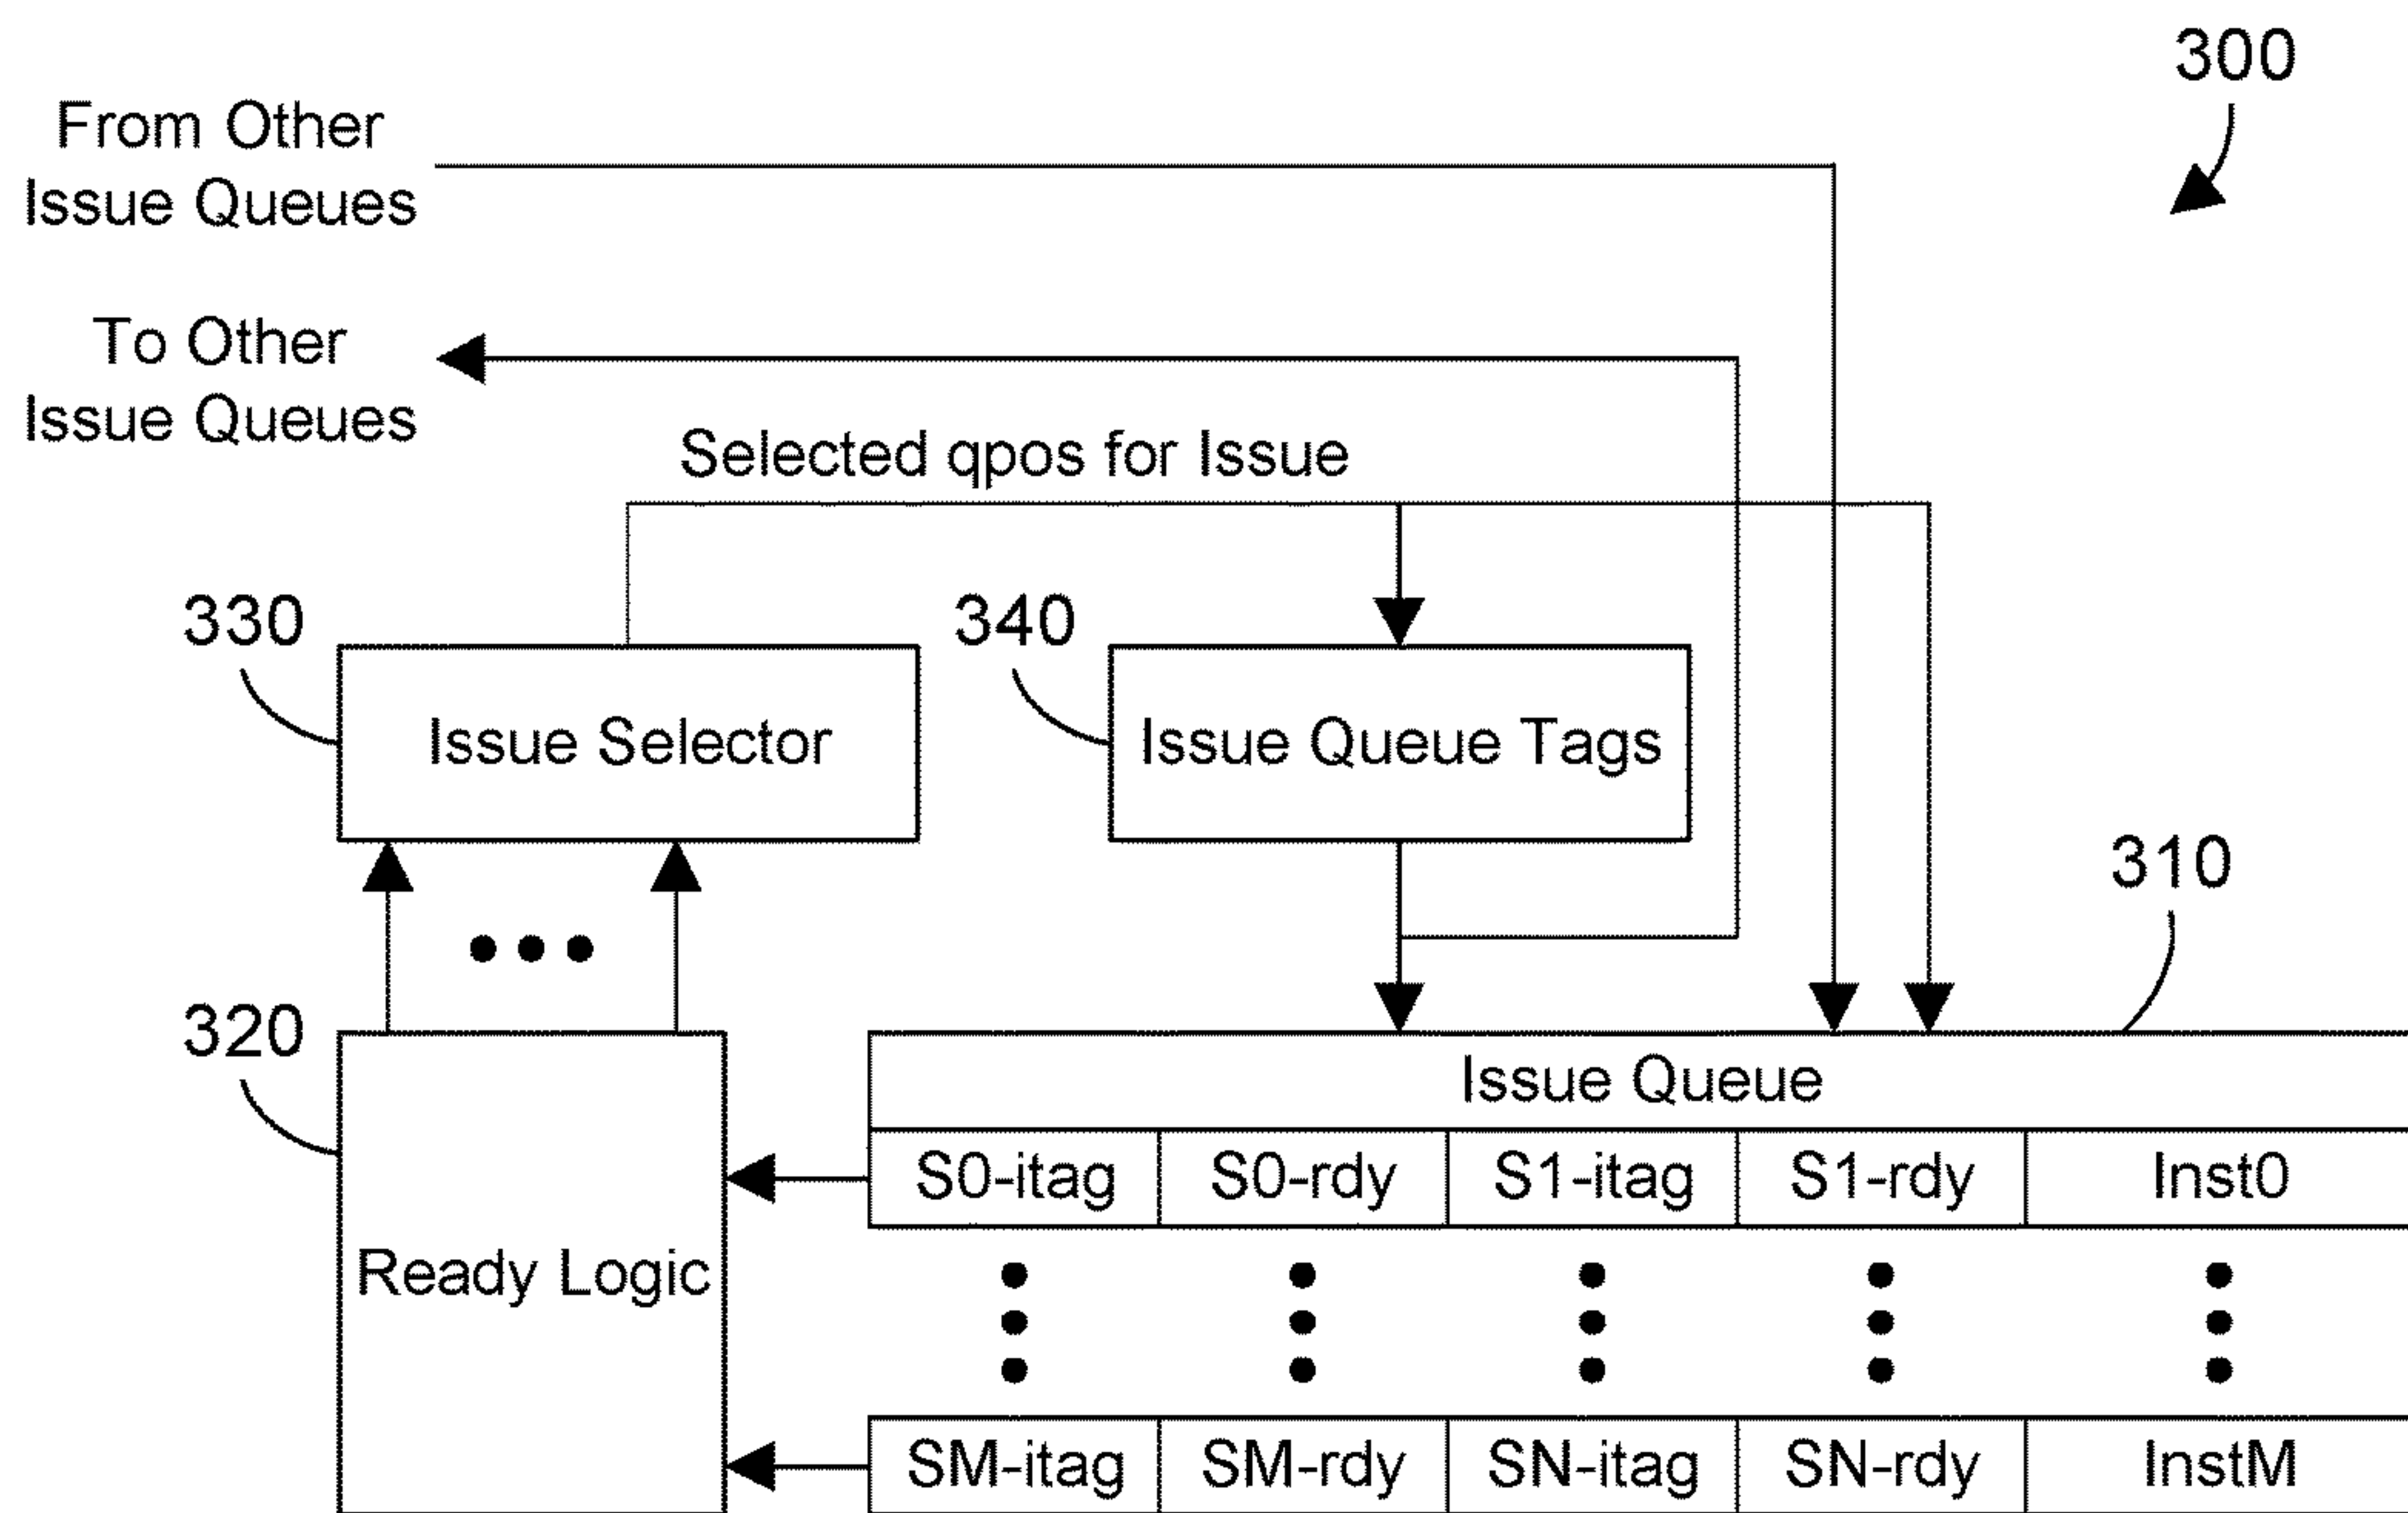 300
From Other
Issue Queues
To Other
Issue Queues
Selected qpos for Issue
330
340
Issue Selector
Issue Queue Tags
310
320
Issue Queue
S0-itag S0-rdy S1-itag S1-rdy Inst0
Ready Logic
SM-itag SM-rdy SN-itag SN-rdy InstM